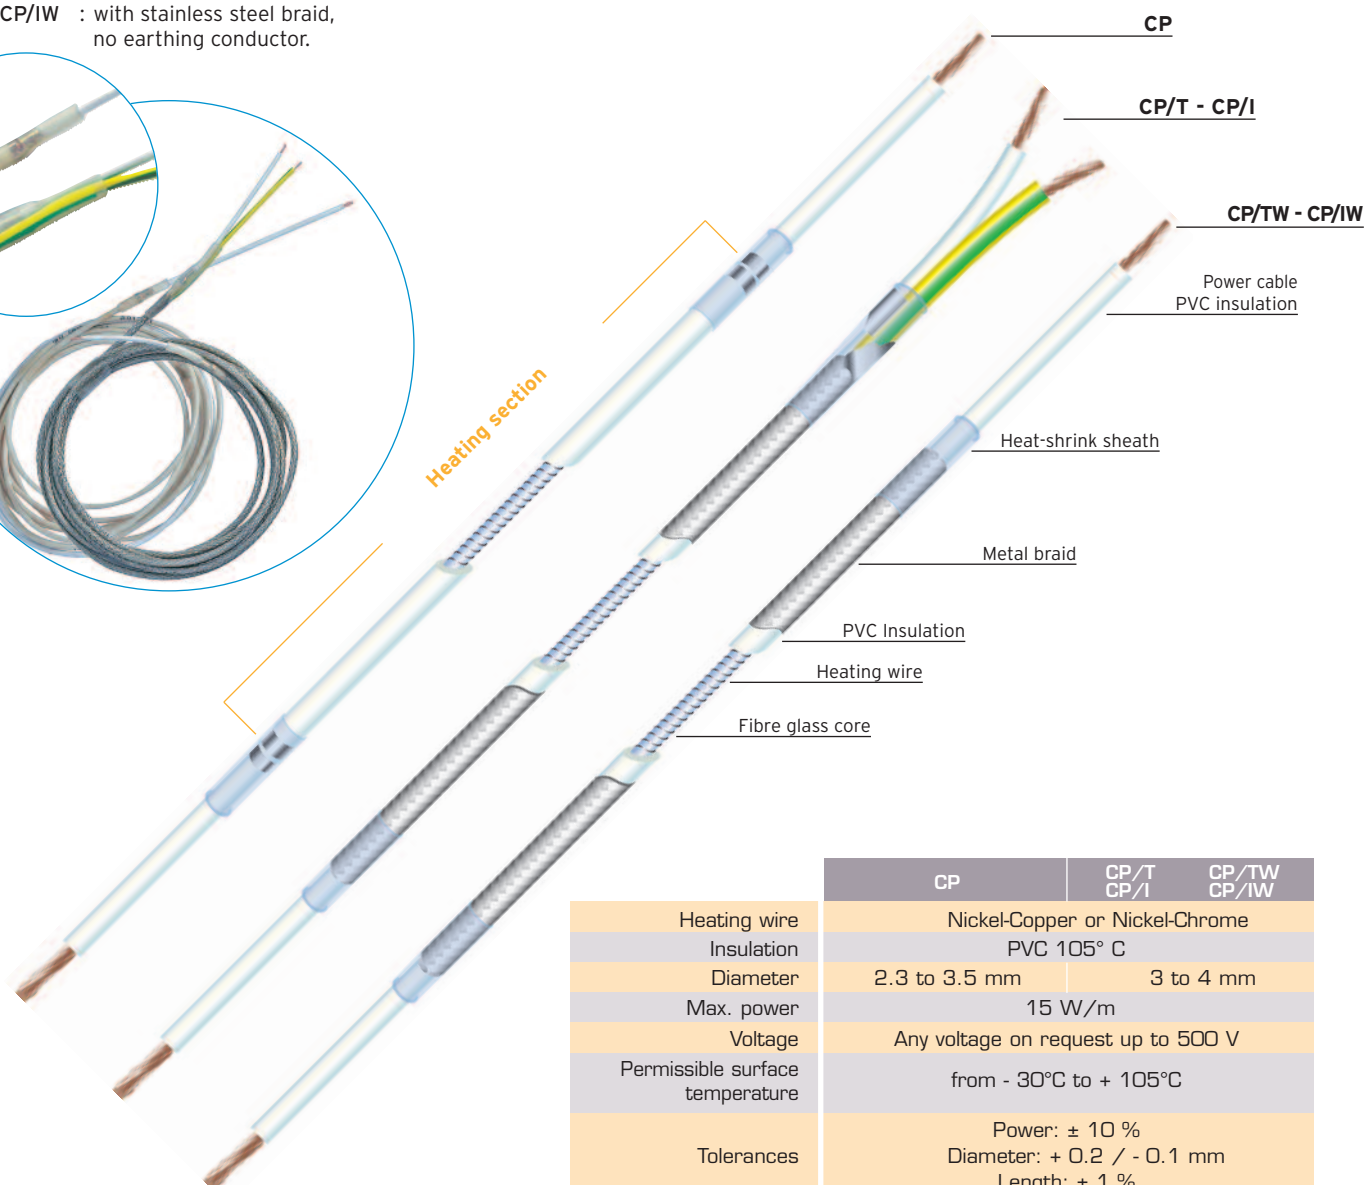 CP/IW : with stainless steel braid,
no earthing conductor.
CP
CP/T - CP/I
CP/TW - CP/IW
Power cable
PVC insulation
Heating section
Heat-shrink sheath
Metal braid
PVC Insulation
Heating wire
Fibre glass core
CP CP/T CP/TW
CP/I CP/IW
Heating wire Nickel-Copper or Nickel-Chrome
Insulation PVC 105° C
Diameter 2.3 to 3.5 mm 3 to 4 mm
Max. power 15 W/m
Voltage Any voltage on request up to 500 V
Permissible surface
temperature from - 30°C to + 105°C
Power: ± 10 %
Tolerances Diameter: + 0.2 / - 0.1 mm
Length: ± 1 %